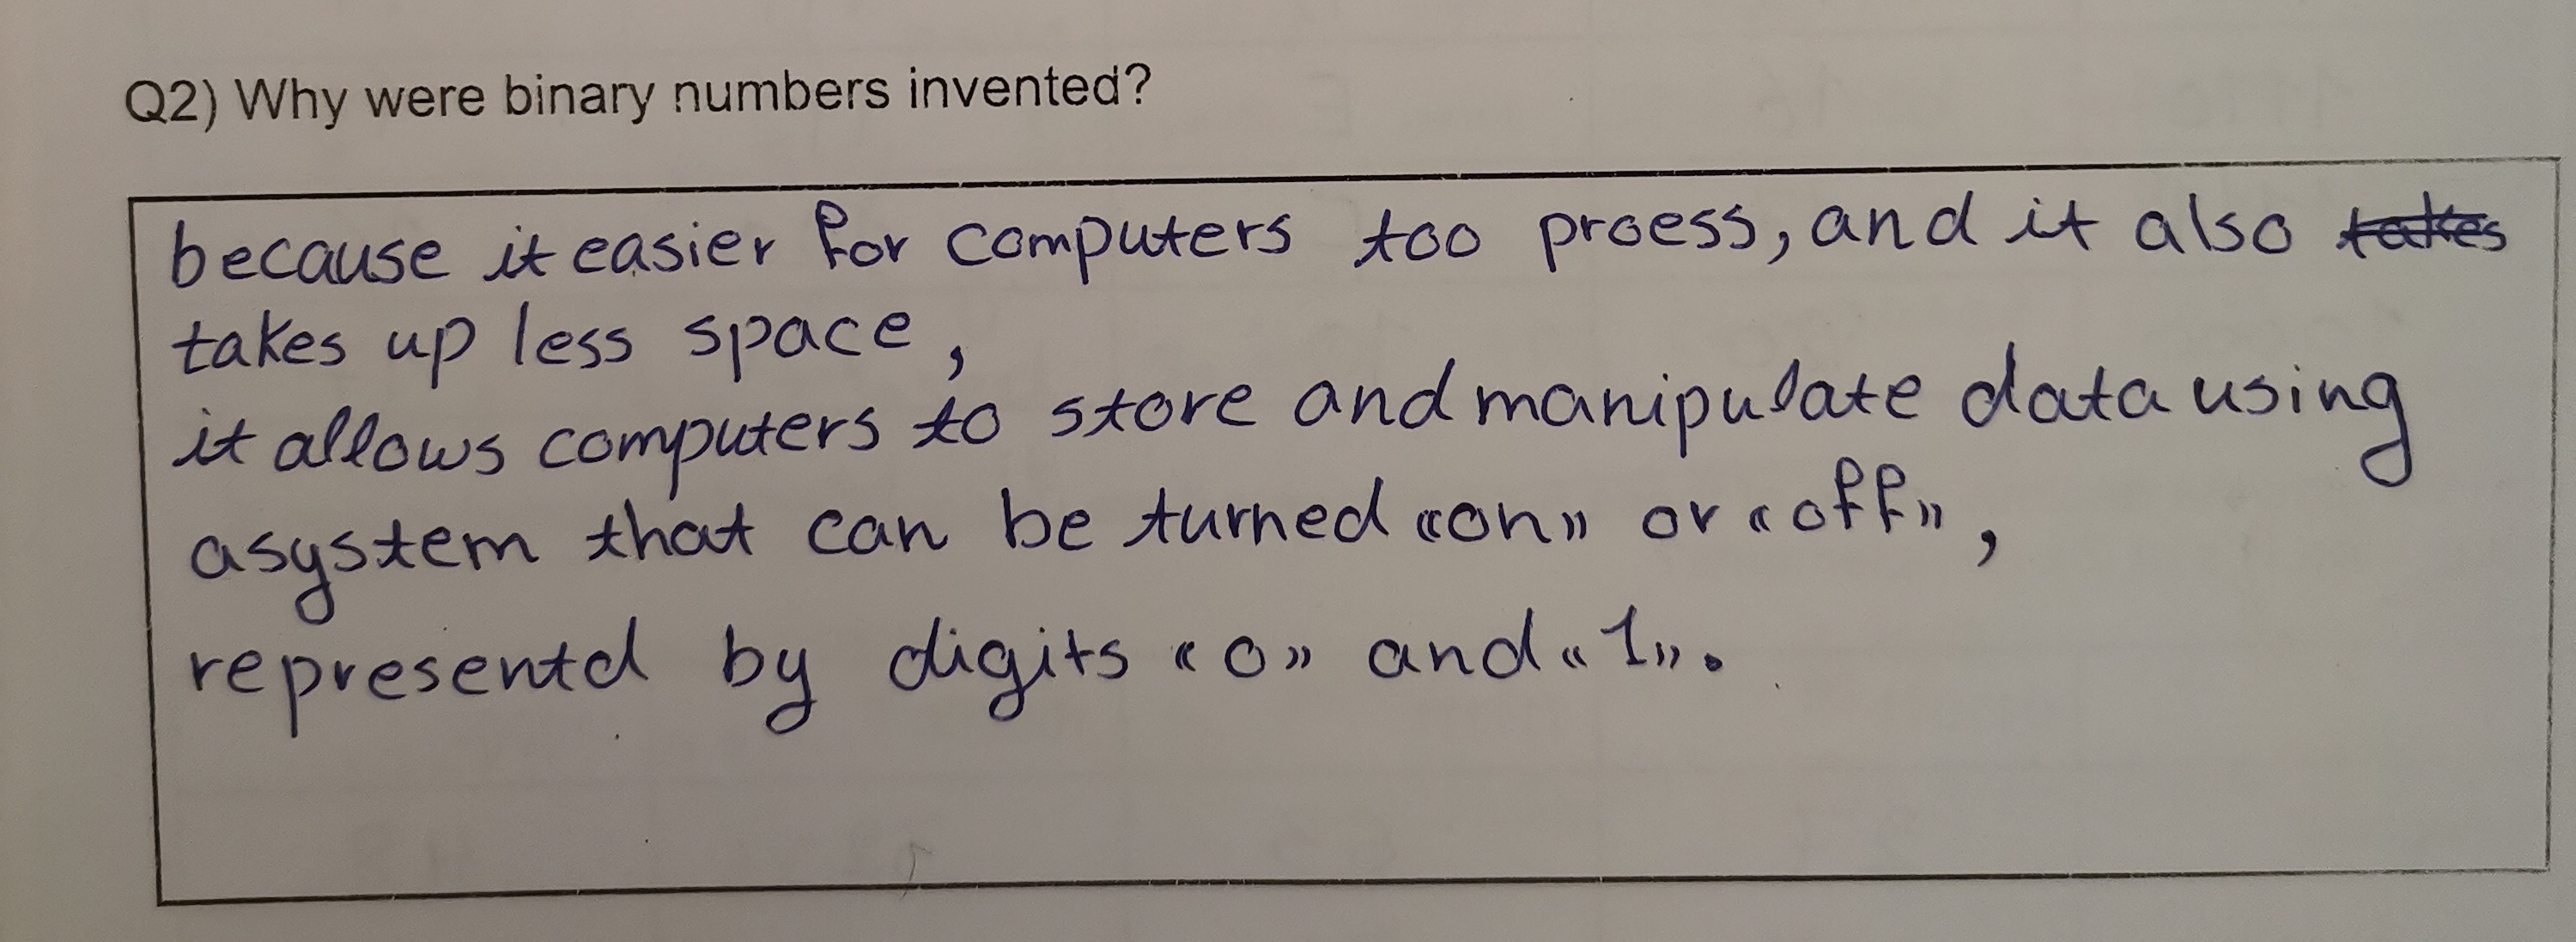 Q2) Why were binary numbers invented?
because it easier for computers too proess, and it also takes
takes up less space,
it allows computers to store and manipulate data using
asystem that can be turned «on» or «off»,
representd by digits «0» and «1».